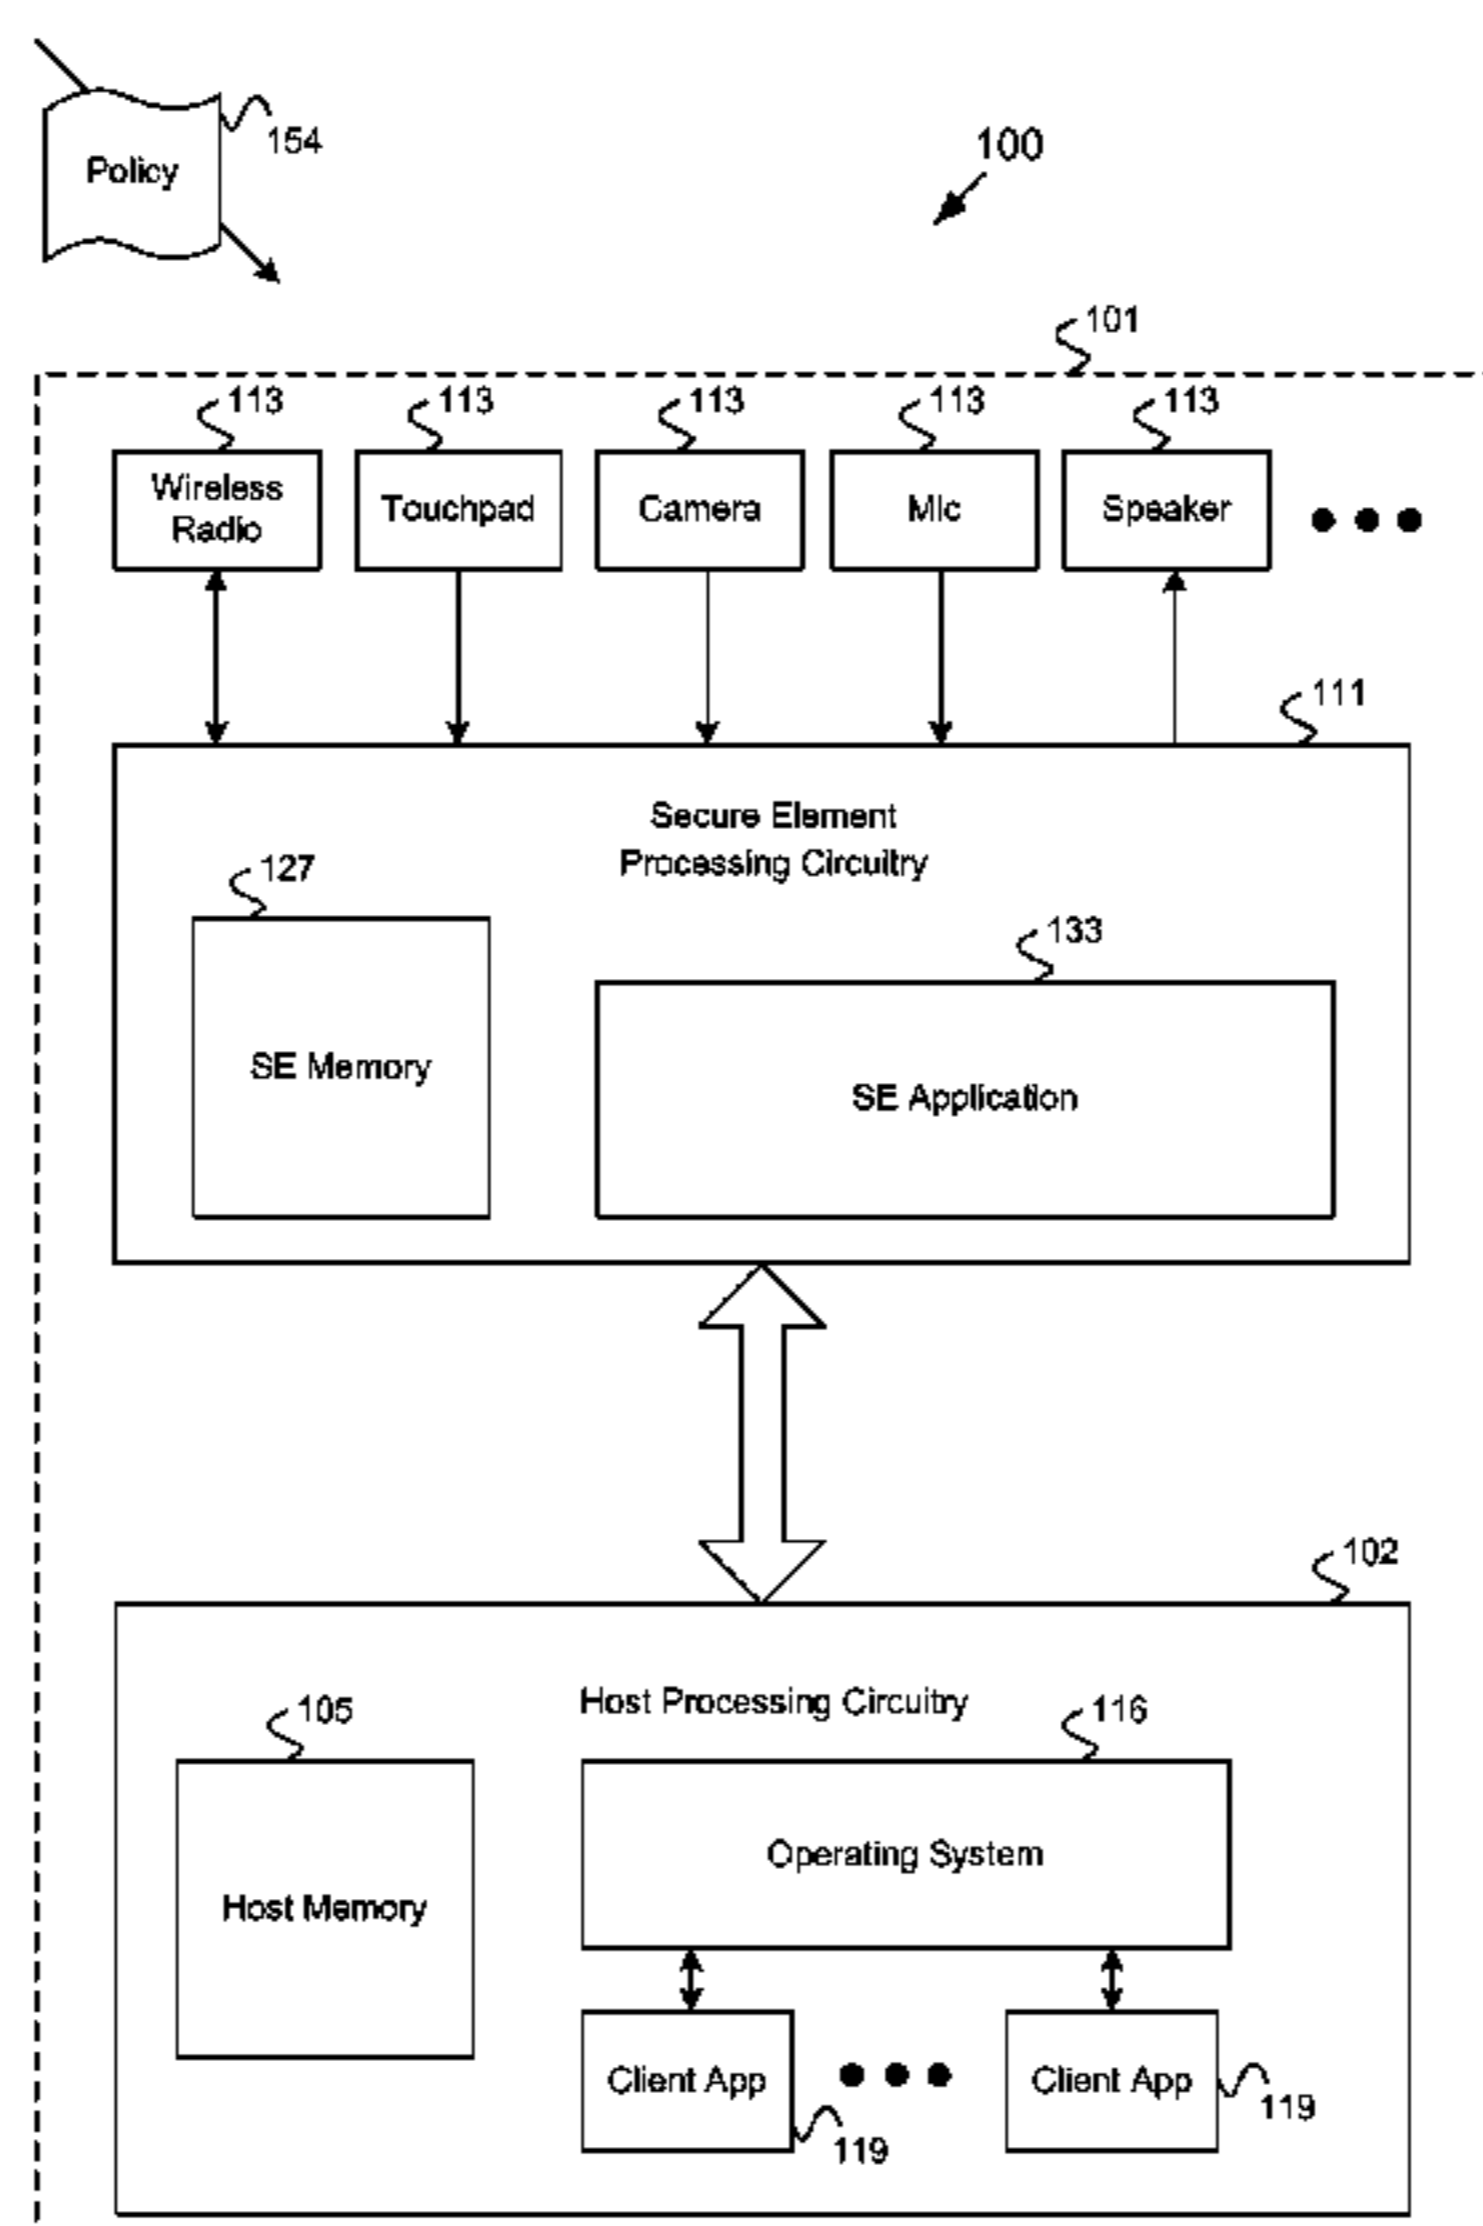 154
Policy
100
101
113
113
113
113
113
Wireless
Radio
Touchpad
Camera
Mic
Speaker
111
Secure Element
Processing Circuitry
127
133
SE Memory
SE Application
102
Host Processing Circuitry
105
116
Operating System
Host Memory
Client App
Client App
119
119